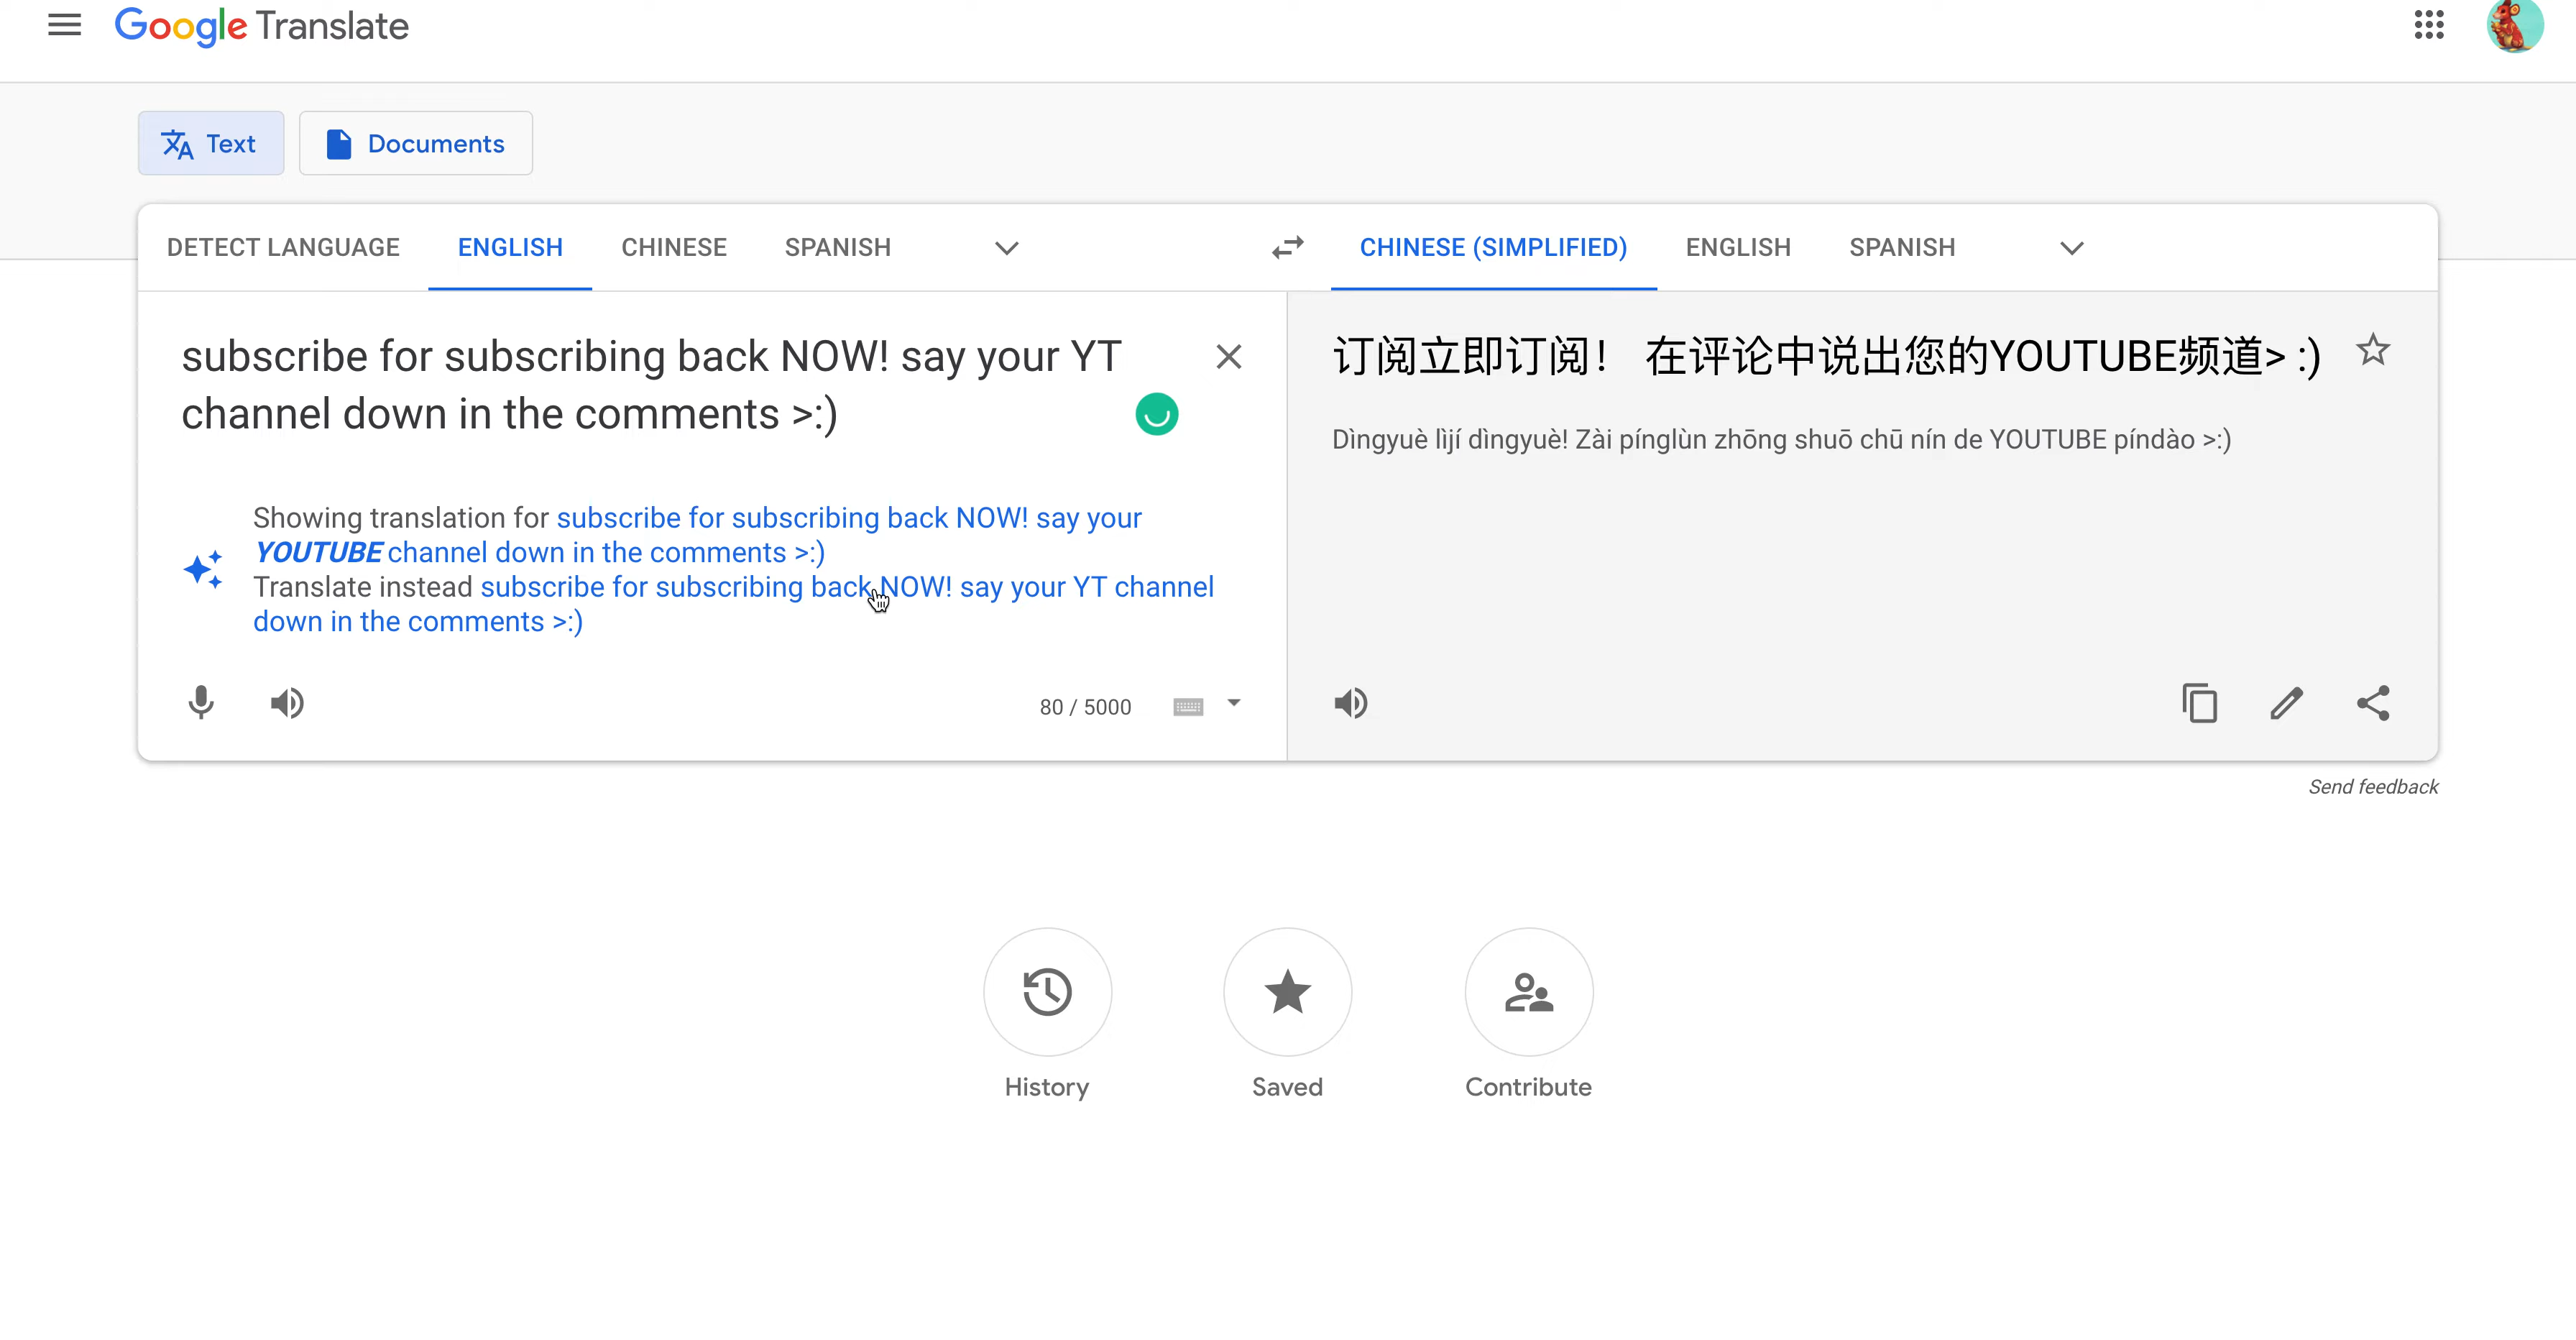 Google Translate
Text
Documents
DETECT LANGUAGE
ENGLISH
CHINESE
SPANISH
CHINESE (SIMPLIFIED)
ENGLISH
SPANISH
subscribe for subscribing back NOW! say your YT
channel down in the comments >:)
Showing translation for subscribe for subscribing back NOW! say your
YOUTUBE channel down in the comments >:)
Translate instead subscribe for subscribing back NOW! say your YT channel
down in the comments >:)
80 / 5000
订阅立即订阅! 在评论中说出您的YOUTUBE频道> :)
Dìngyuè lìjí dìngyuè! Zài pínglùn zhōng shuō chū nín de YOUTUBE píndào >:)
Send feedback
History
Saved
Contribute